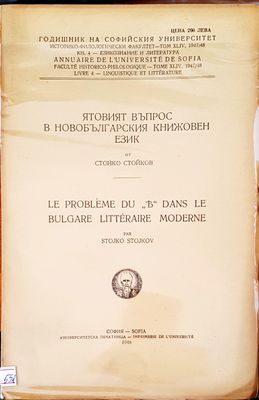 ЦЕНА 290 ЛЕВА
ГОДИШНИК НА СОФИЙСКИЯ УНИВЕРСИТЕТ
ИСТОРИКО-ФИЛОЛОГИЧЕСКИ ФАКУЛТЕТ—ТОМ XLIV, 1947/48
КН. 4 — ЕЗИКОЗНАНИЕ И ЛИТЕРАТУРА
ANNUAIRE DE L'UNIVERSITÉ DE SOFIA
FACULTÉ HISTORICO-PHILOLOGIQUE — TOME XLIV, 1947/48
LIVRE 4 — LINGUISTIQUE ET LITTÉRATURE
ЯТОВИЯТ ВЪПРОС
В НОВОБЪЛГАРСКИЯ КНИЖОВЕН
ЕЗИК
ОТ
СТОЙКО СТОЙКОВ
LE PROBLÈME DU „Ѣ“ DANS LE
BULGARE LITTÉRAIRE MODERNE
PAR
STOJKO STOJKOV
СОФИЯ — SOFIA
УНИВЕРСИТЕТСКА ПЕЧАТНИЦА — IMPRIMERIE DE L'UNIVERSITÉ
1948